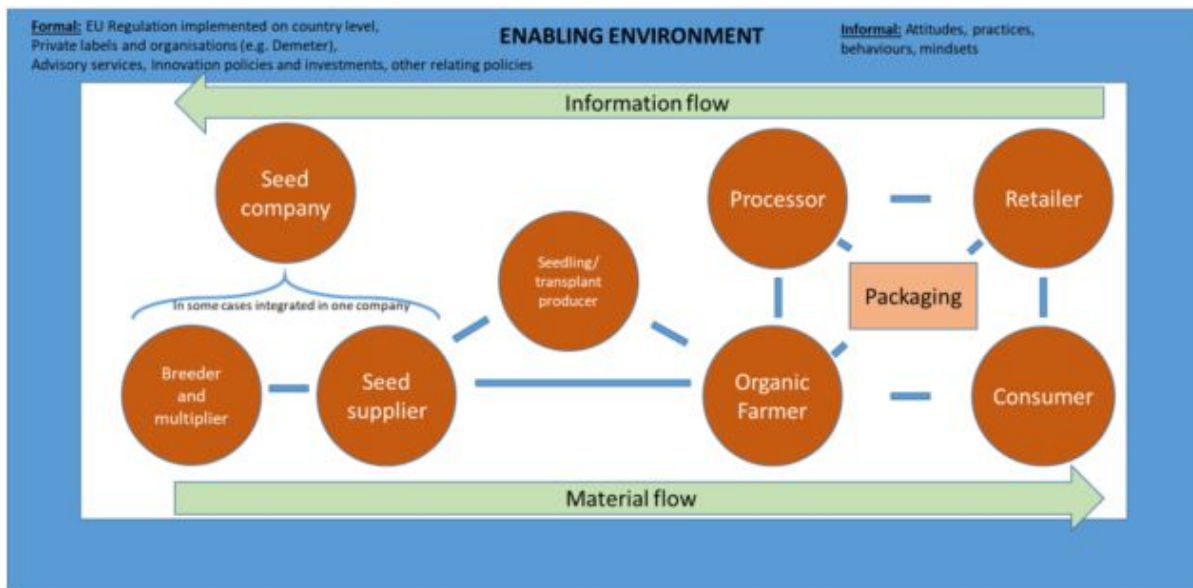 Formal: EU Regulation implemented on country level,
Private labels and organisations (e.g. Demeter),
Advisory services, Innovation policies and investments, other relating policies
ENABLING ENVIRONMENT
Informal: Attitudes, practices,
behaviours, mindsets
Information flow
Seed
company
Processor
Retailer
Seedling/
transplant
producer
In some cases integrated in one company
Packaging
Breeder
and
multiplier
Seed
supplier
Organic
Farmer
Consumer
Material flow